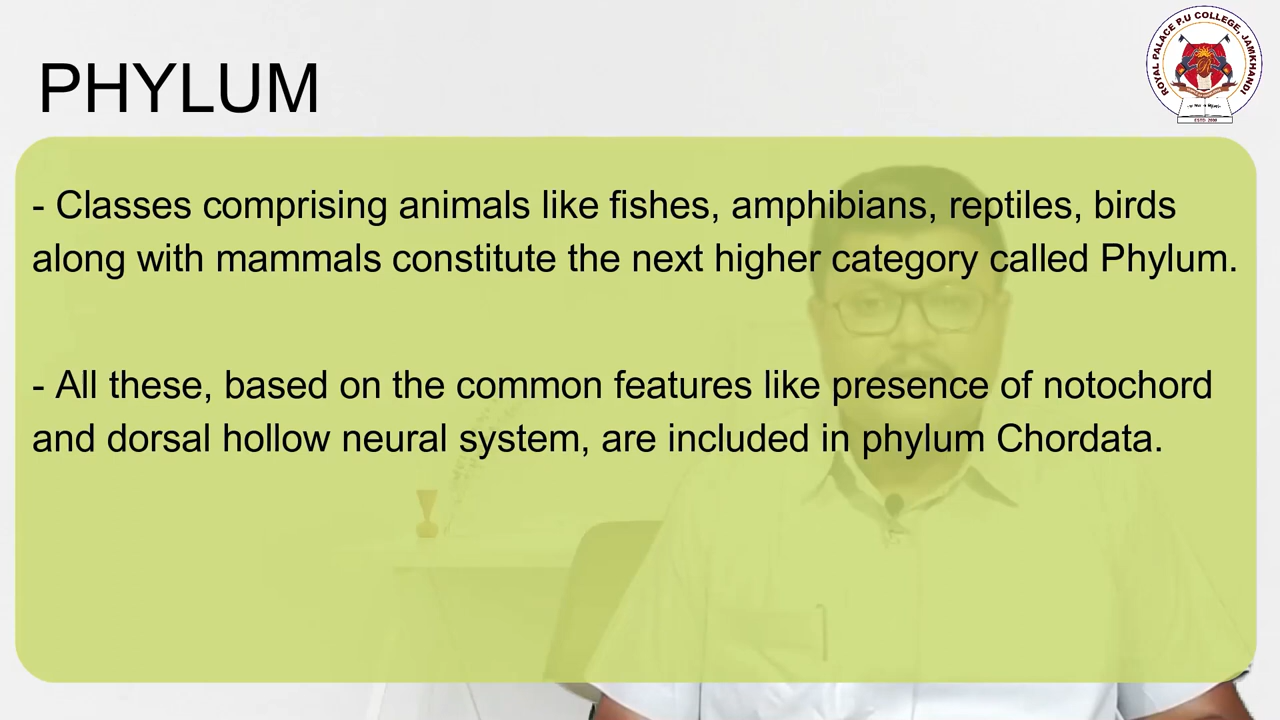 PHYLUM
ROYAL PALACE P.U COLLEGE, JAMKHANDI
- Classes comprising animals like fishes, amphibians, reptiles, birds
along with mammals constitute the next higher category called Phylum.
- All these, based on the common features like presence of notochord
and dorsal hollow neural system, are included in phylum Chordata.